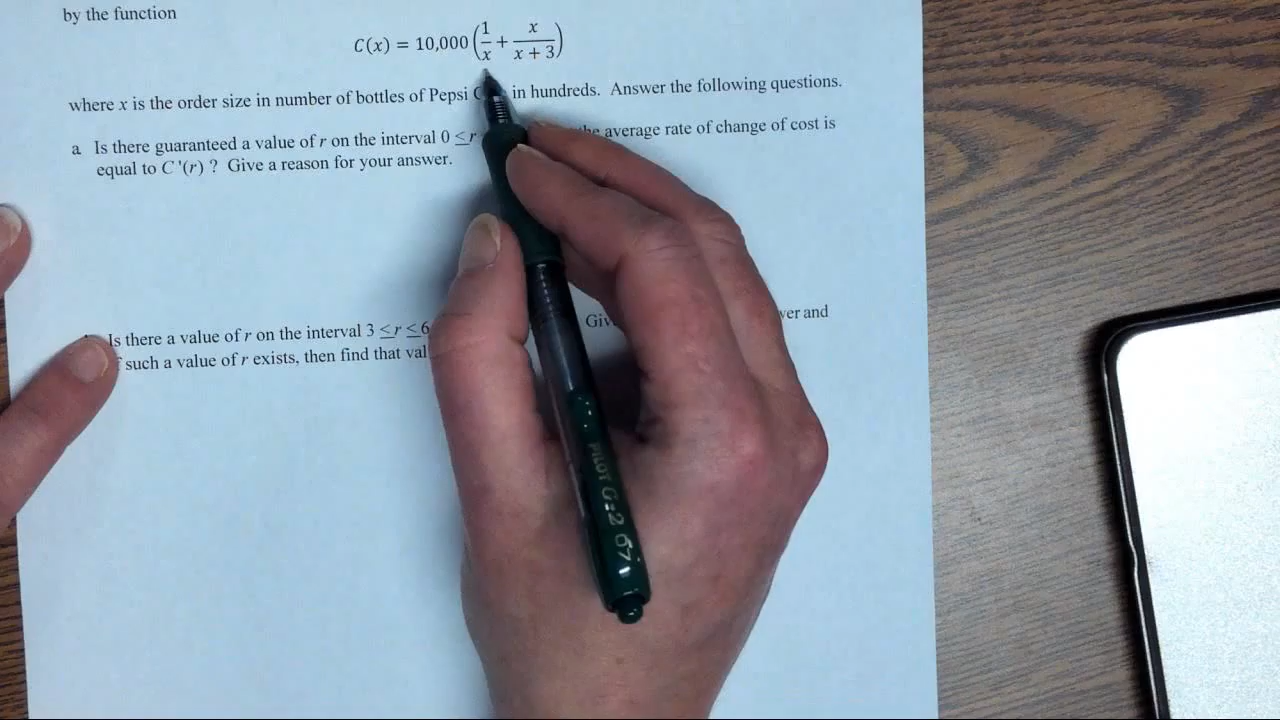 by the function
C(x) = 10,000 (1/x + x/(x + 3))
where x is the order size in number of bottles of Pepsi in hundreds. Answer the following questions.
a Is there guaranteed a value of r on the interval 0 ≤ r the average rate of change of cost is
equal to C '(r) ? Give a reason for your answer.
Is there a value of r on the interval 3 ≤ r ≤ 6 and
such a value of r exists, then find that
PILOT G-2 07